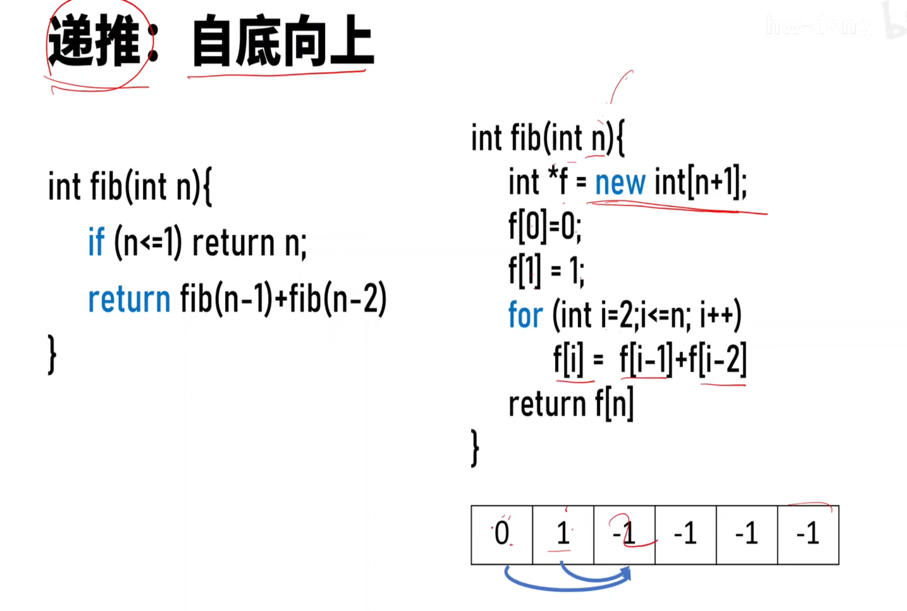 递推：自底向上
int fib(int n){
if (n<=1) return n;
return fib(n-1)+fib(n-2)
}
int fib(int n){
int *f = new int[n+1];
f[0]=0;
f[1] = 1;
for (int i=2;i<=n; i++)
f[i] = f[i-1]+f[i-2]
return f[n]
}
0 1 -1 -1 -1 -1